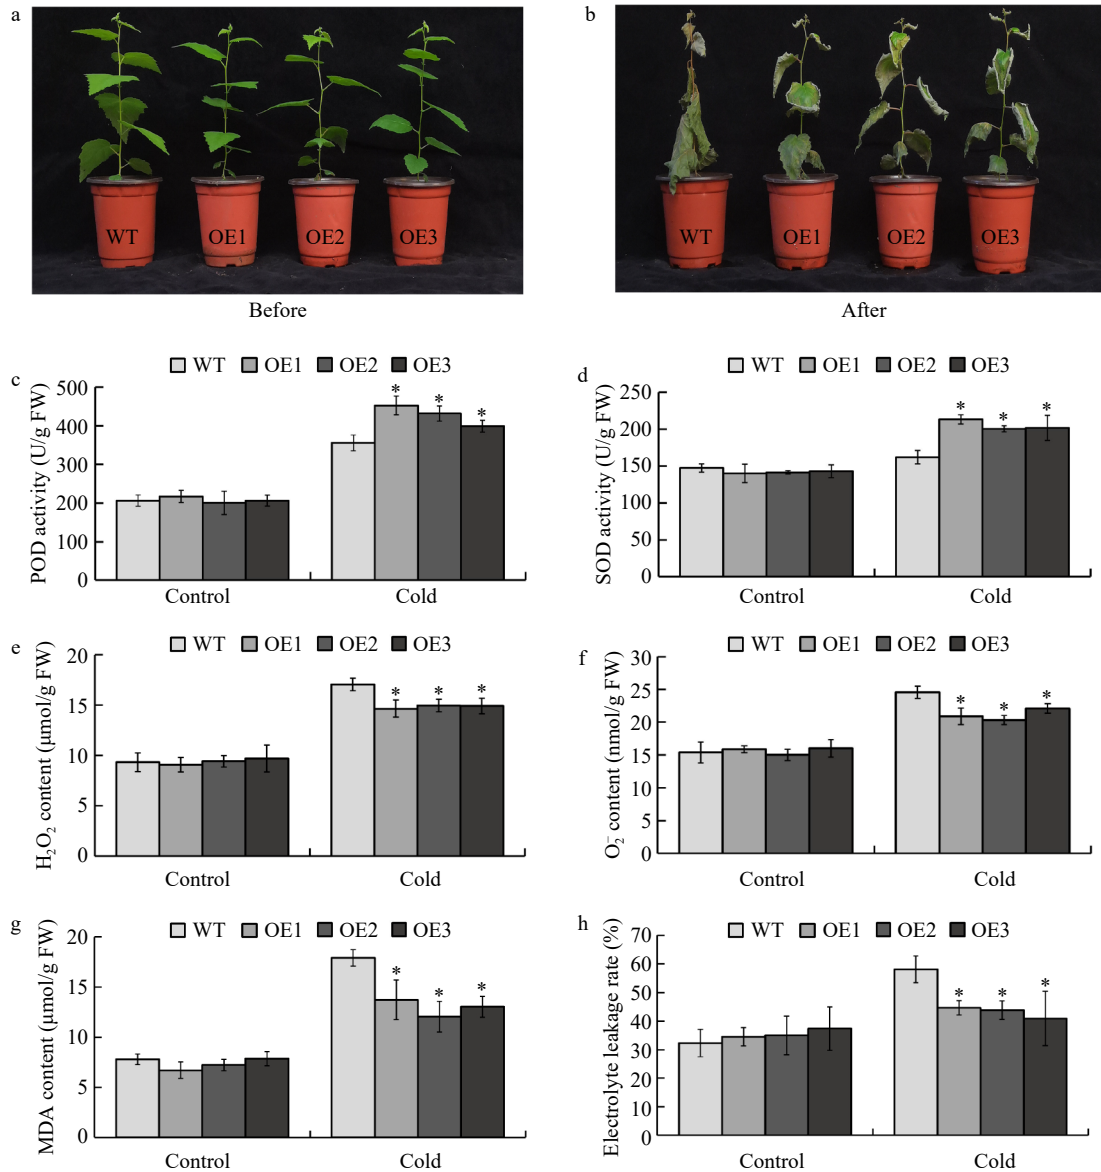 a
b
WT OE1 OE2 OE3
WT OE1 OE2 OE3
Before
After
c
WT OE1 OE2 OE3
POD activity (U/g FW)
500
400
300
200
100
0
* * *
Control Cold
d
WT OE1 OE2 OE3
SOD activity (U/g FW)
250
200
150
100
50
0
* * *
Control Cold
e
WT OE1 OE2 OE3
H₂O₂ content (μmol/g FW)
20
15
10
5
0
* * *
Control Cold
f
WT OE1 OE2 OE3
O₂⁻ content (nmol/g FW)
30
25
20
15
10
5
0
* * *
Control Cold
g
WT OE1 OE2 OE3
MDA content (μmol/g FW)
20
15
10
5
0
* * *
Control Cold
h
WT OE1 OE2 OE3
Electrolyte leakage rate (%)
70
60
50
40
30
20
10
0
* * *
Control Cold